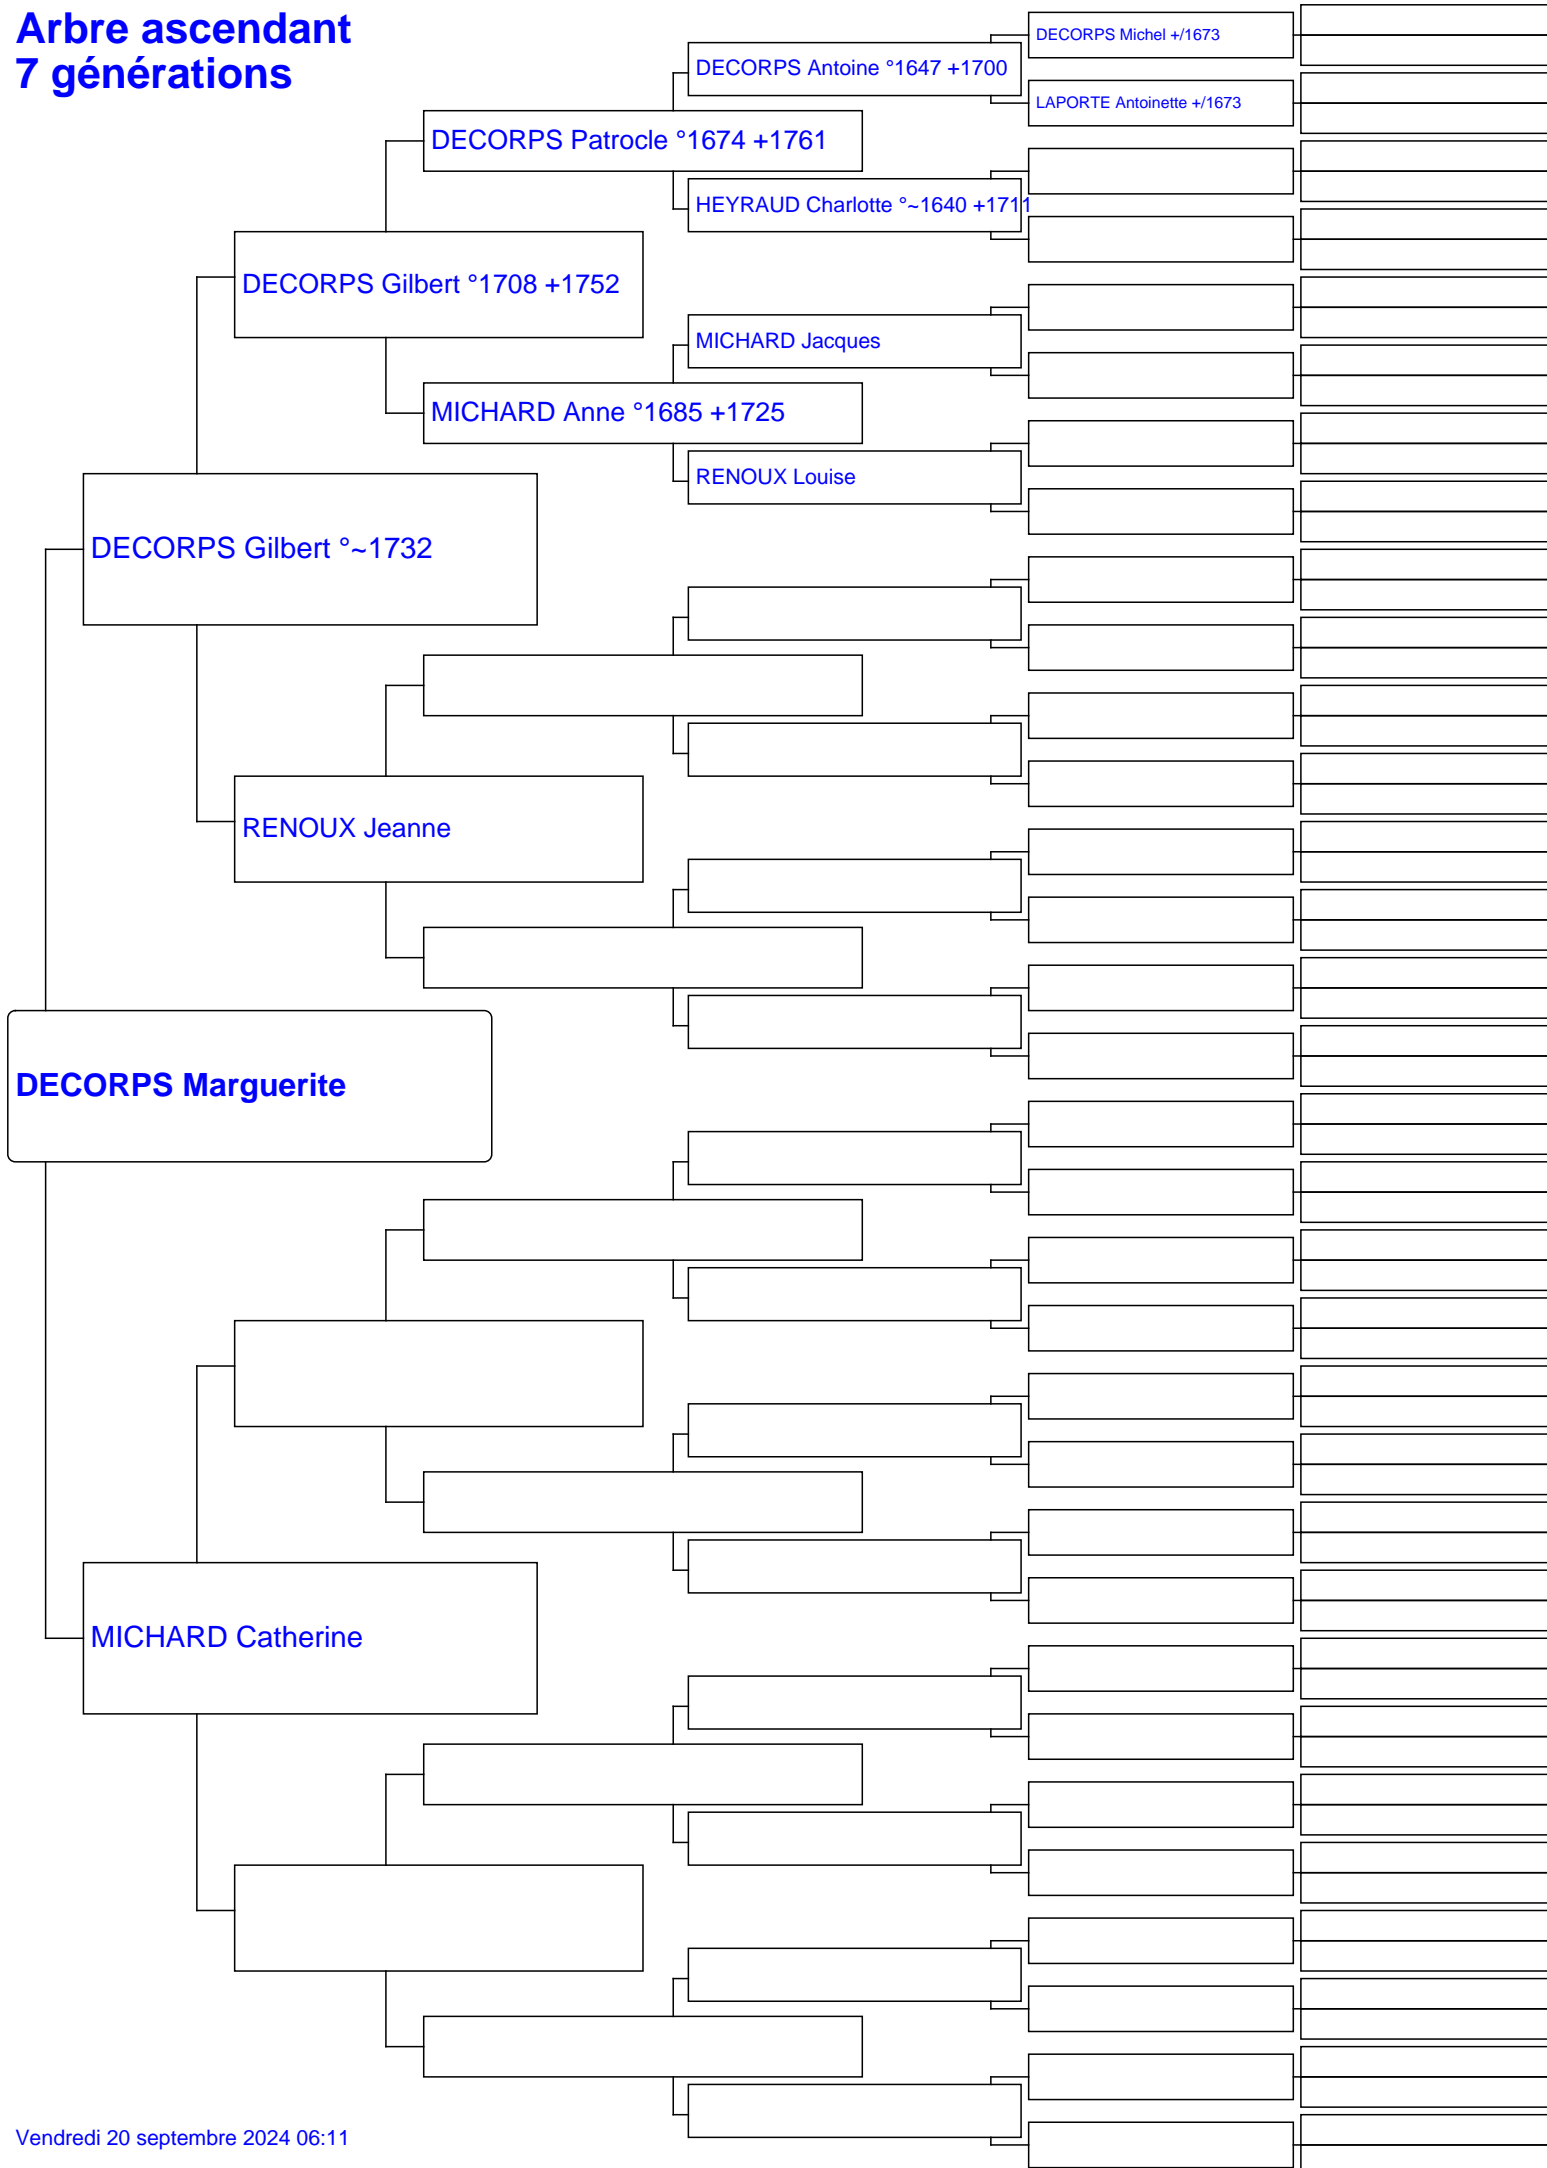 Arbre ascendant
7 générations
DECORPS Michel +/1673
DECORPS Antoine °1647 +1700
LAPORTE Antoinette +/1673
DECORPS Patrocle °1674 +1761
HEYRAUD Charlotte °~1640 +1711
DECORPS Gilbert °1708 +1752
MICHARD Jacques
MICHARD Anne °1685 +1725
RENOUX Louise
DECORPS Gilbert °~1732
RENOUX Jeanne
DECORPS Marguerite
MICHARD Catherine
Vendredi 20 septembre 2024 06:11